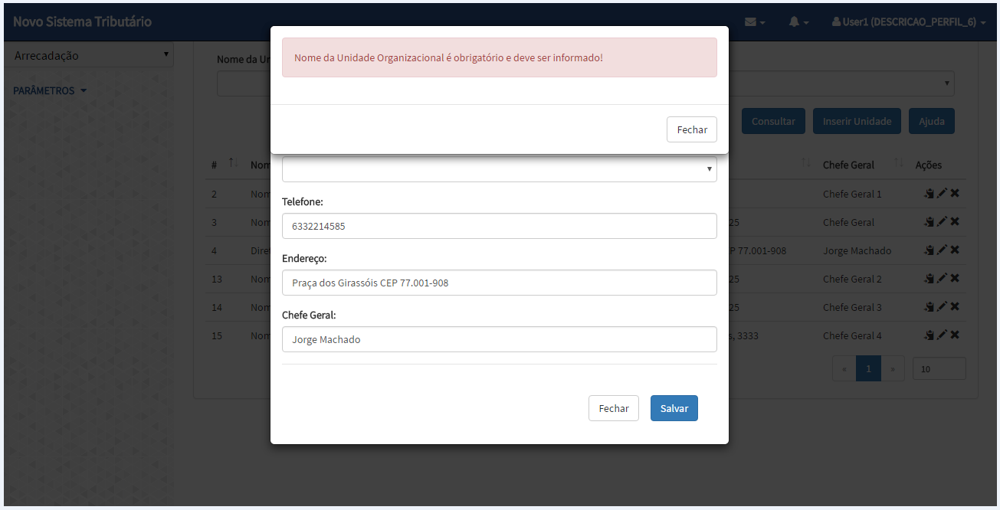 Novo Sistema Tributário
User1 (DESCRICAO_PERFIL_6)
Arrecadação
PARÂMETROS
Nome da Un
Nome da Unidade Organizacional é obrigatório e deve ser informado!
Fechar
Consultar Inserir Unidade Ajuda
# Nom Chefe Geral Ações
2 Nom Chefe Geral 1
3 Nom 25 Chefe Geral
4 Diret P 77.001-908 Jorge Machado
13 Nom 25 Chefe Geral 2
14 Nom 25 Chefe Geral 3
15 Nom s, 3333 Chefe Geral 4
« 1 » 10
Telefone:
6332214585
Endereço:
Praça dos Girassóis CEP 77.001-908
Chefe Geral:
Jorge Machado
Fechar Salvar